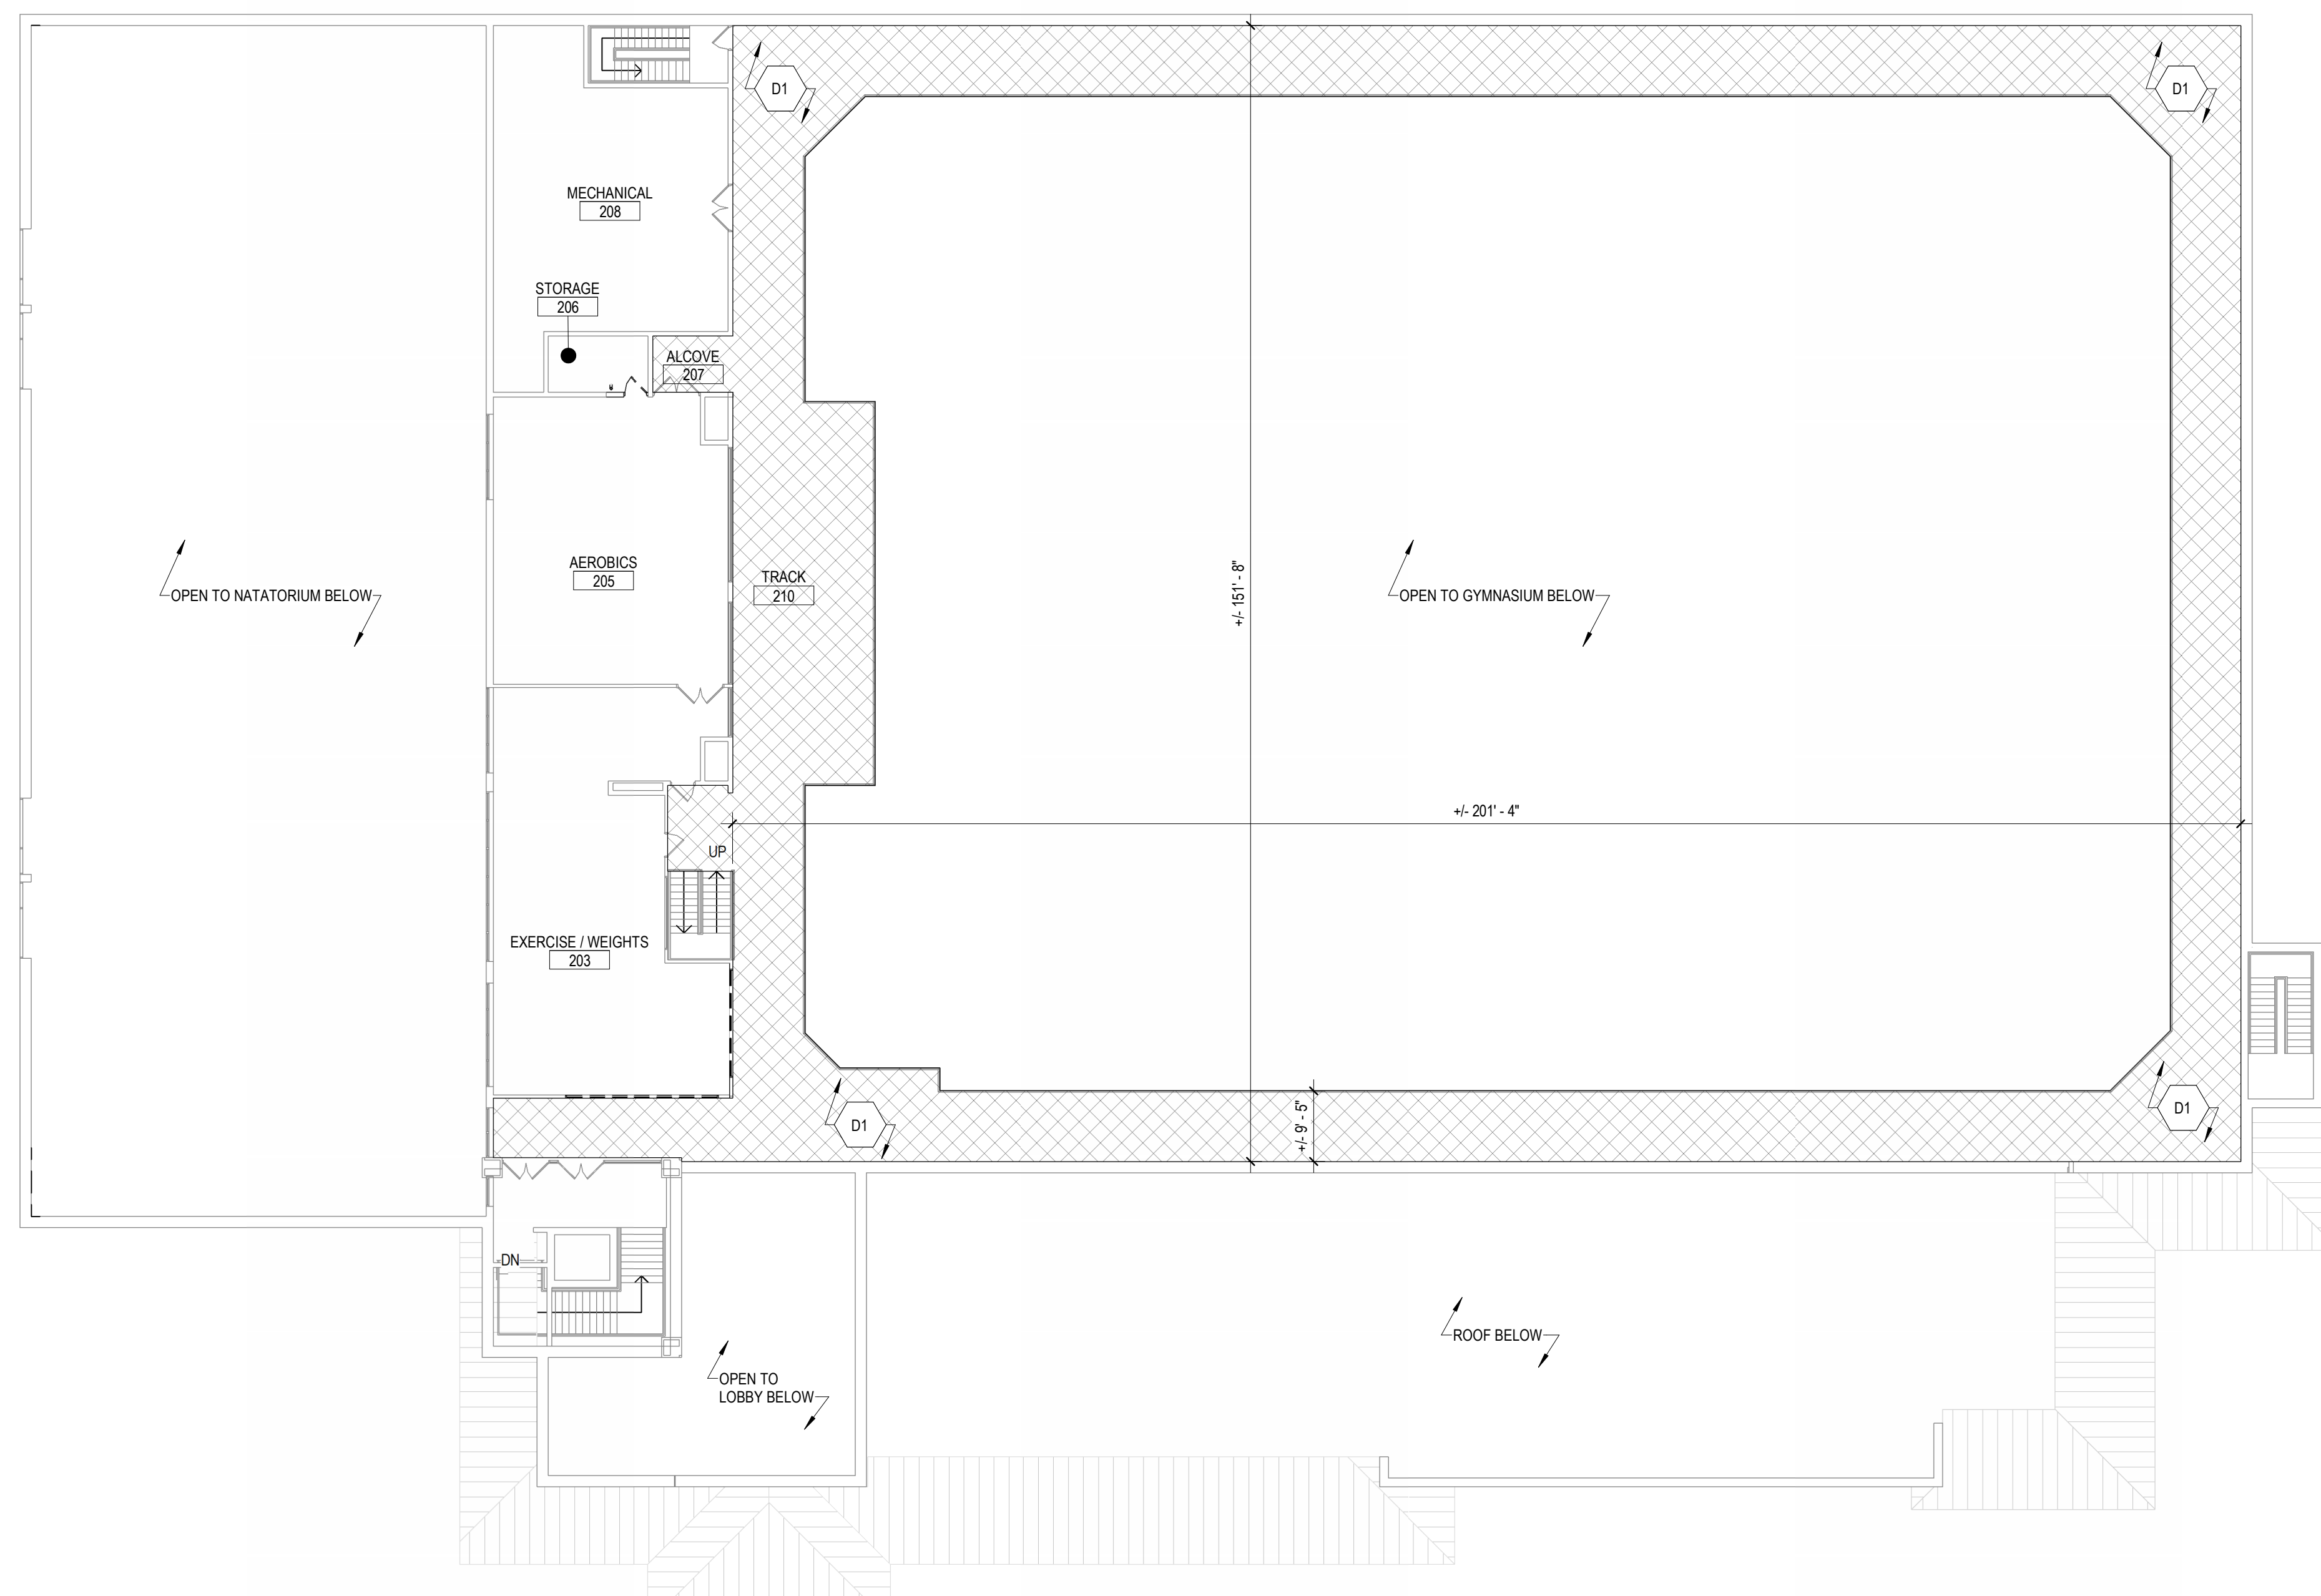 D1
D1
MECHANICAL
208
STORAGE
206
ALCOVE
207
AEROBICS
205
TRACK
210
OPEN TO NATATORIUM BELOW
+/- 151' - 8"
OPEN TO GYMNASIUM BELOW
+/- 201' - 4"
UP
EXERCISE / WEIGHTS
203
D1
+/- 9' - 5"
D1
DN
ROOF BELOW
OPEN TO
LOBBY BELOW